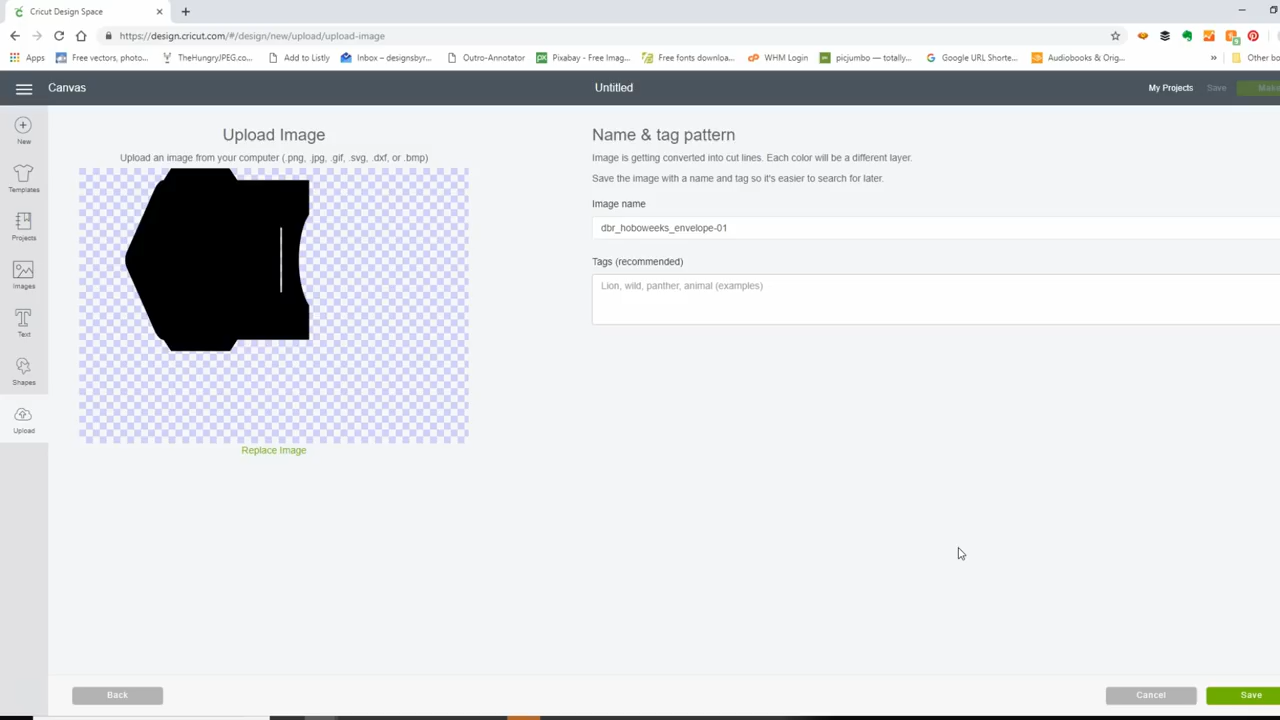 Cricut Design Space
https://design.cricut.com/#/design/new/upload/upload-image
Apps
Free vectors, photo...
TheHungryJPEG.co...
Add to Listly
Inbox – designsbyr...
Outro-Annotator
Pixabay - Free Imag...
Free fonts downloa...
WHM Login
picjumbo — totally...
Google URL Shorte...
Audiobooks & Orig...
»
Other bo
Canvas
Untitled
My Projects
Save
Make
New
Templates
Projects
Images
Text
Shapes
Upload
Upload Image
Upload an image from your computer (.png, .jpg, .gif, .svg, .dxf, or .bmp)
Replace Image
Name & tag pattern
Image is getting converted into cut lines. Each color will be a different layer.
Save the image with a name and tag so it's easier to search for later.
Image name
dbr_hoboweeks_envelope-01
Tags (recommended)
Lion, wild, panther, animal (examples)
Back
Cancel
Save